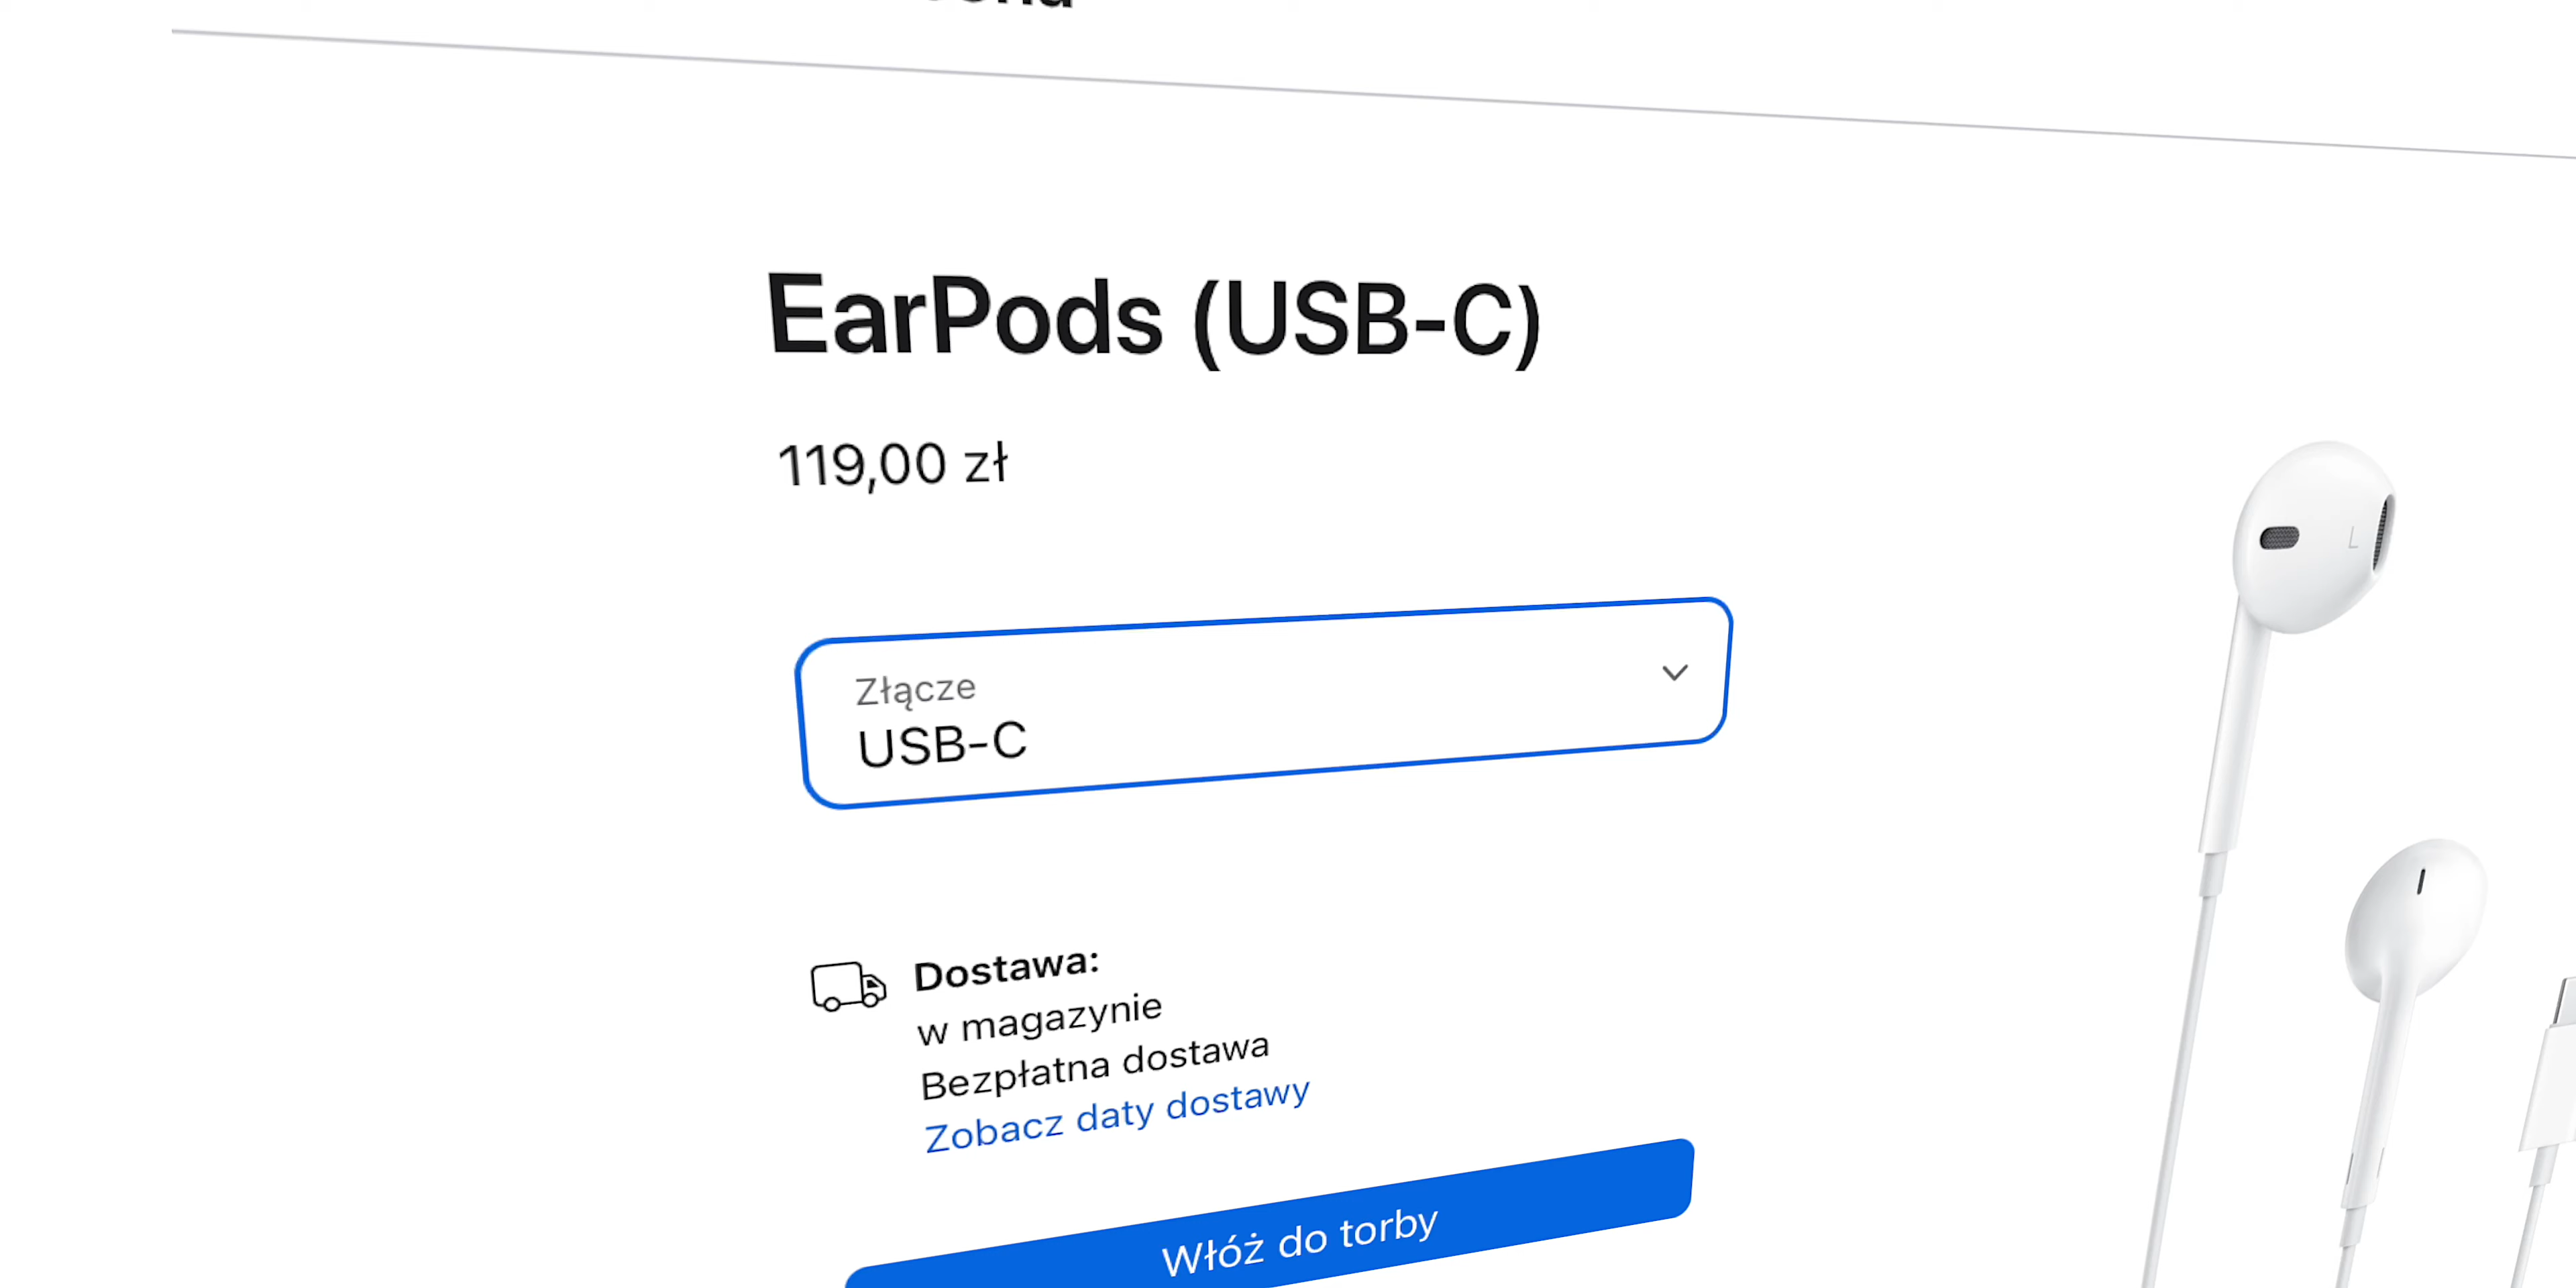 EarPods (USB-C)
119,00 zł
Złącze
USB-C
Dostawa:
w magazynie
Bezpłatna dostawa
Zobacz daty dostawy
Włóż do torby
L